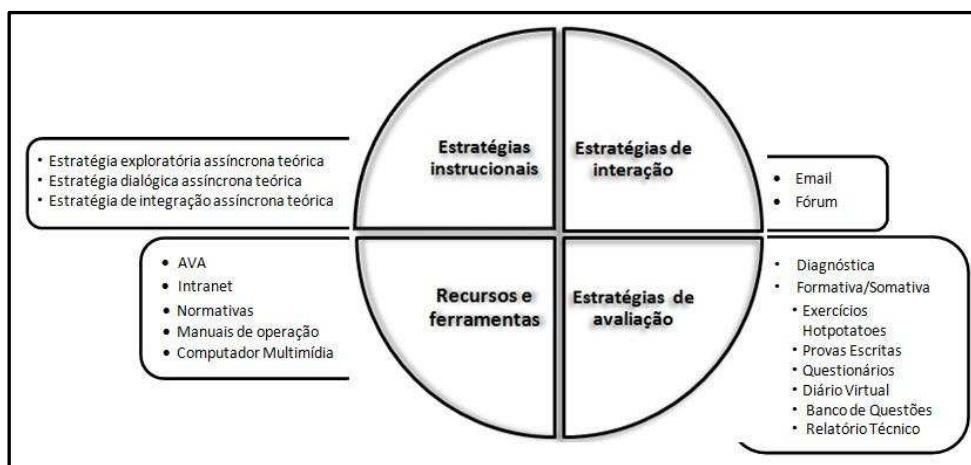 Estratégias
instrucionais
Estratégias de
interação
Recursos e
ferramentas
Estratégias de
avaliação
• Estratégia exploratória assíncrona teórica
• Estratégia dialógica assíncrona teórica
• Estratégia de integração assíncrona teórica
• Email
• Fórum
• AVA
• Intranet
• Normativas
• Manuais de operação
• Computador Multimídia
• Diagnóstica
• Formativa/Somativa
• Exercícios
Hotpotatoes
• Provas Escritas
• Questionários
• Diário Virtual
• Banco de Questões
• Relatório Técnico